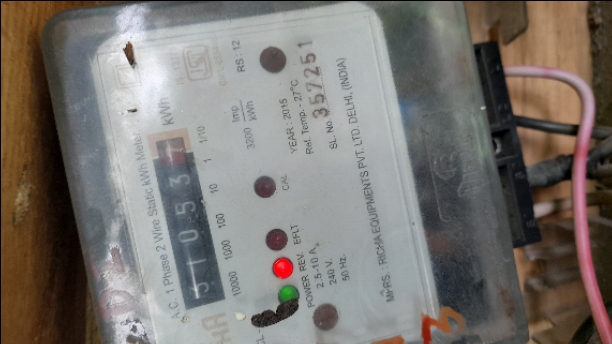 A.C. 1 Phase 2 Wire Static kWh Meter
kWh
3 1 0 5 3
10000 1000 100 10 1 1/10
RS : 12
Imp
3200 kWh
YEAR : 2015
Ref. Temp. - 27°C
SL. No. 357251
CAL
EFLT
REV.
POWER
2.5-10 A.
240 V.
50 Hz.
Mfrs. : RICHA EQUIPMENTS PVT. LTD. DELHI, (INDIA)